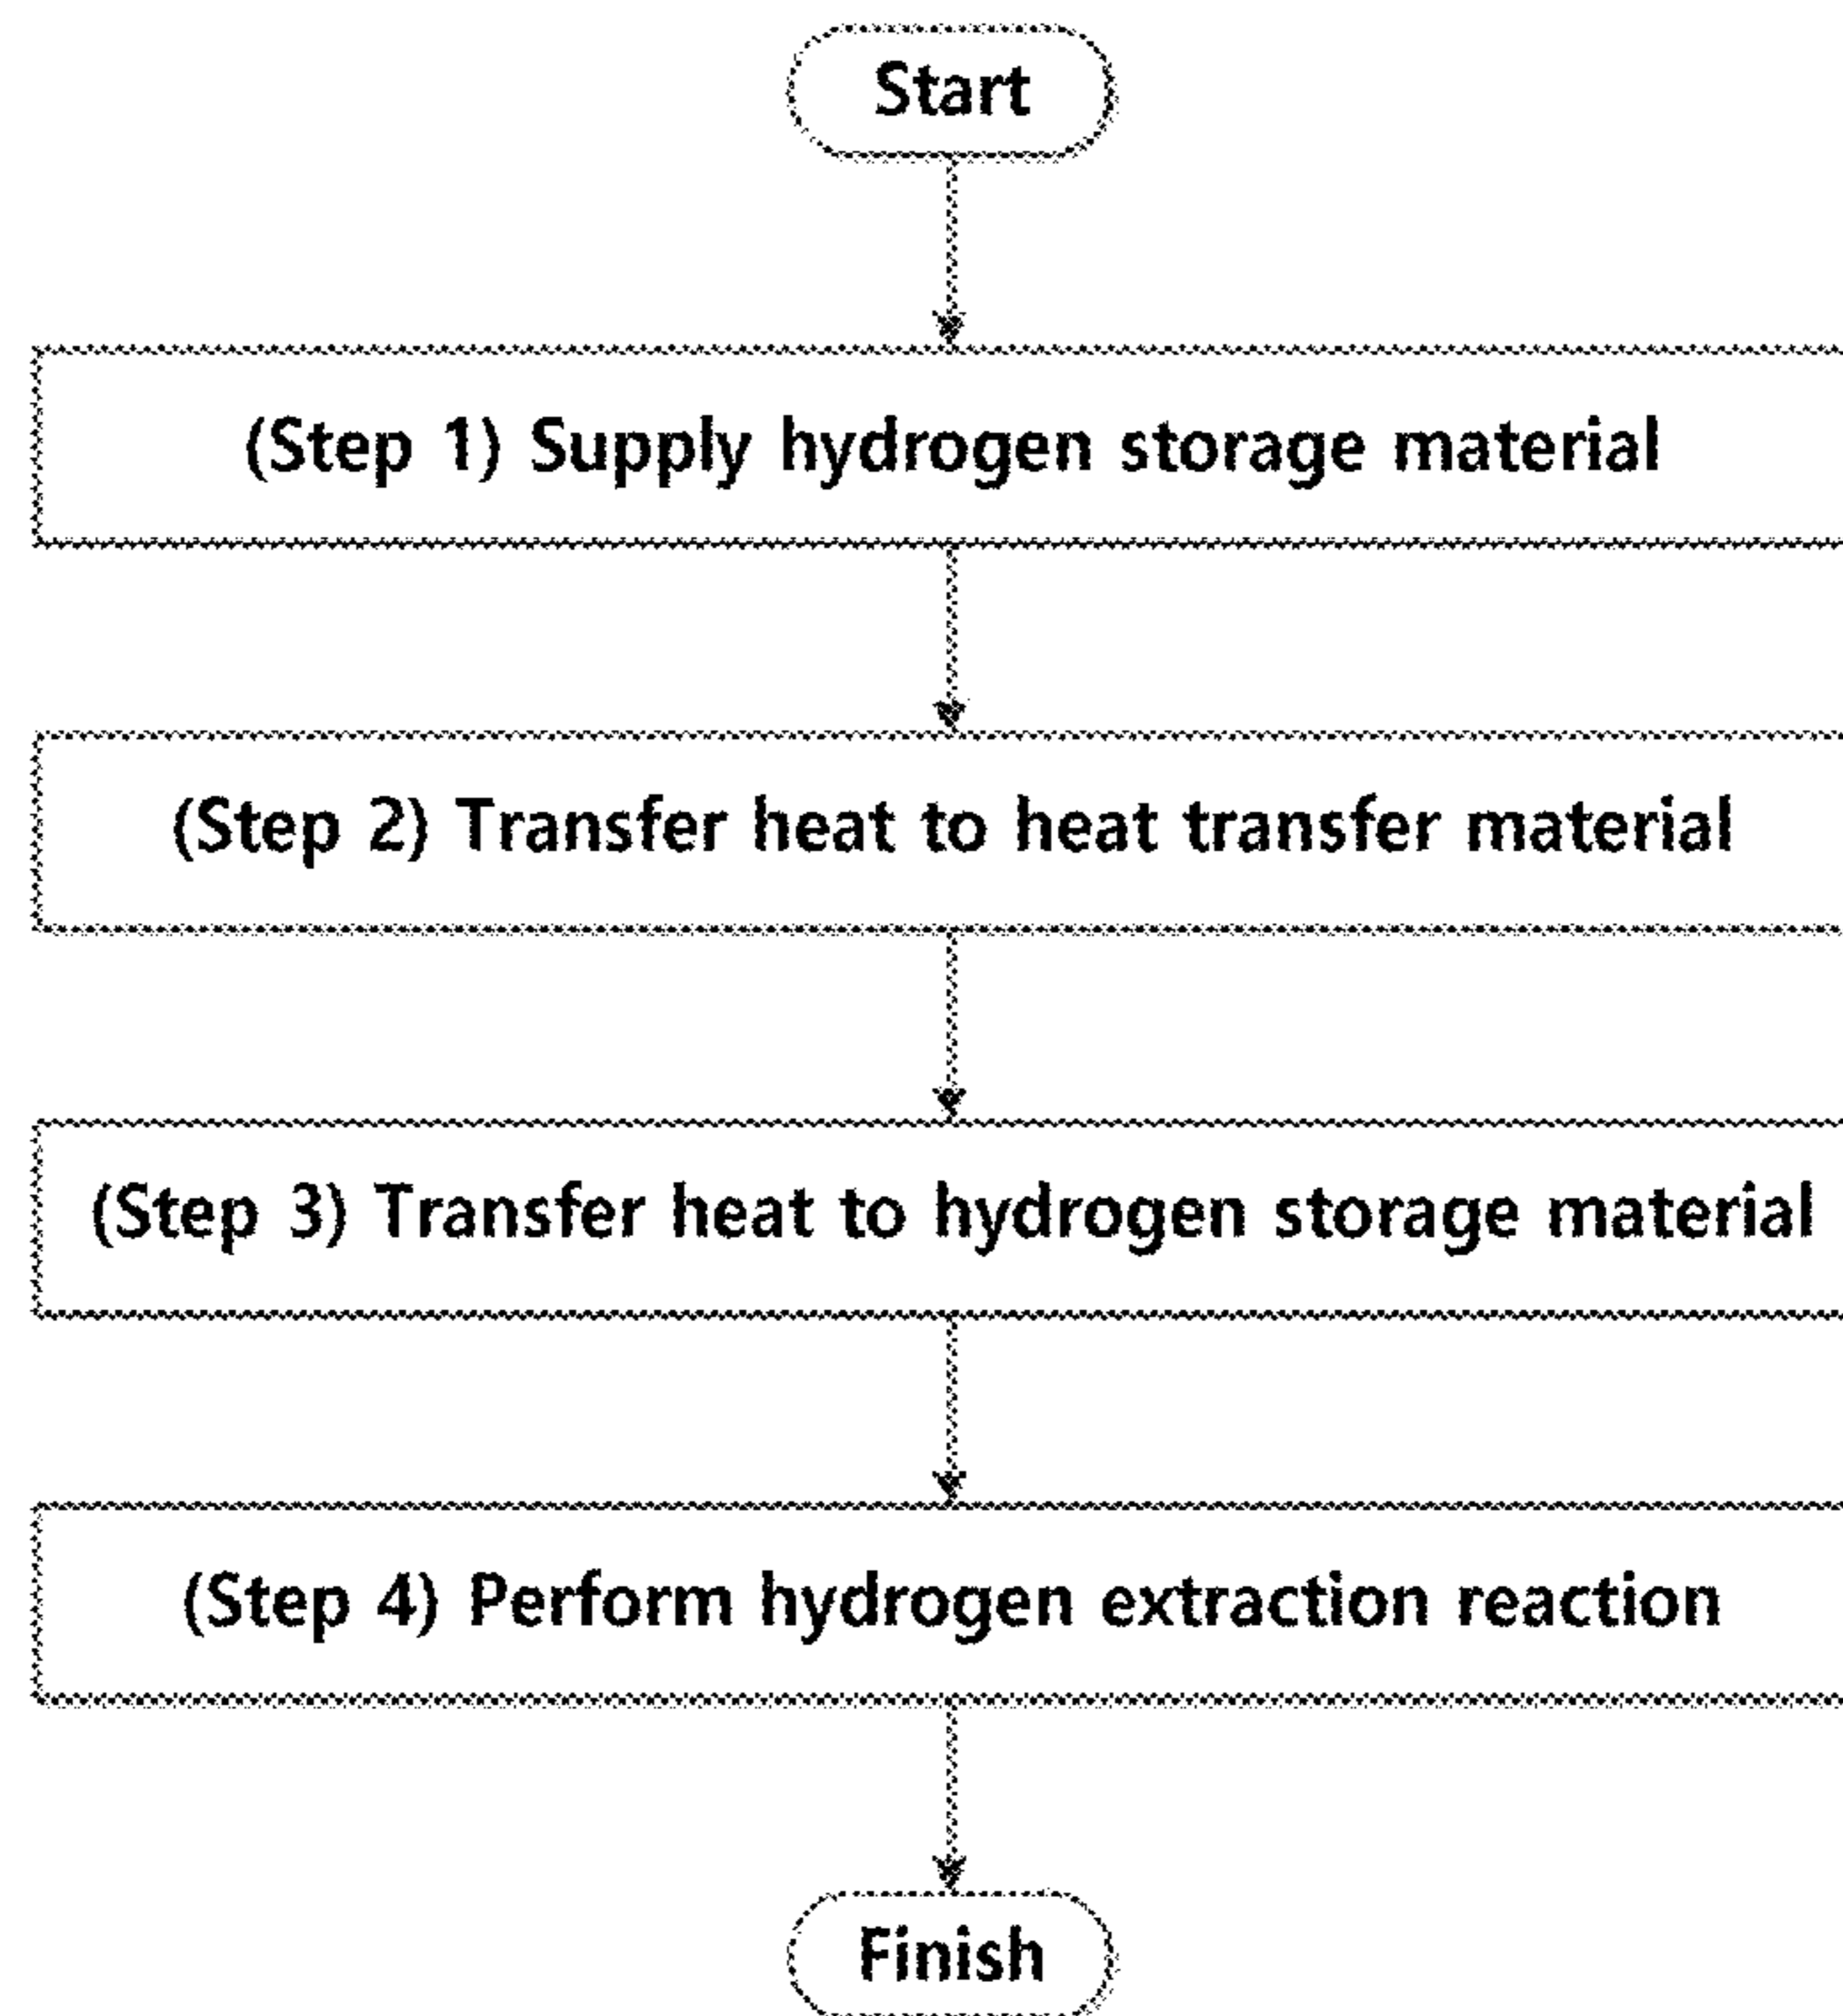 Start
(Step 1) Supply hydrogen storage material
(Step 2) Transfer heat to heat transfer material
(Step 3) Transfer heat to hydrogen storage material
(Step 4) Perform hydrogen extraction reaction
Finish